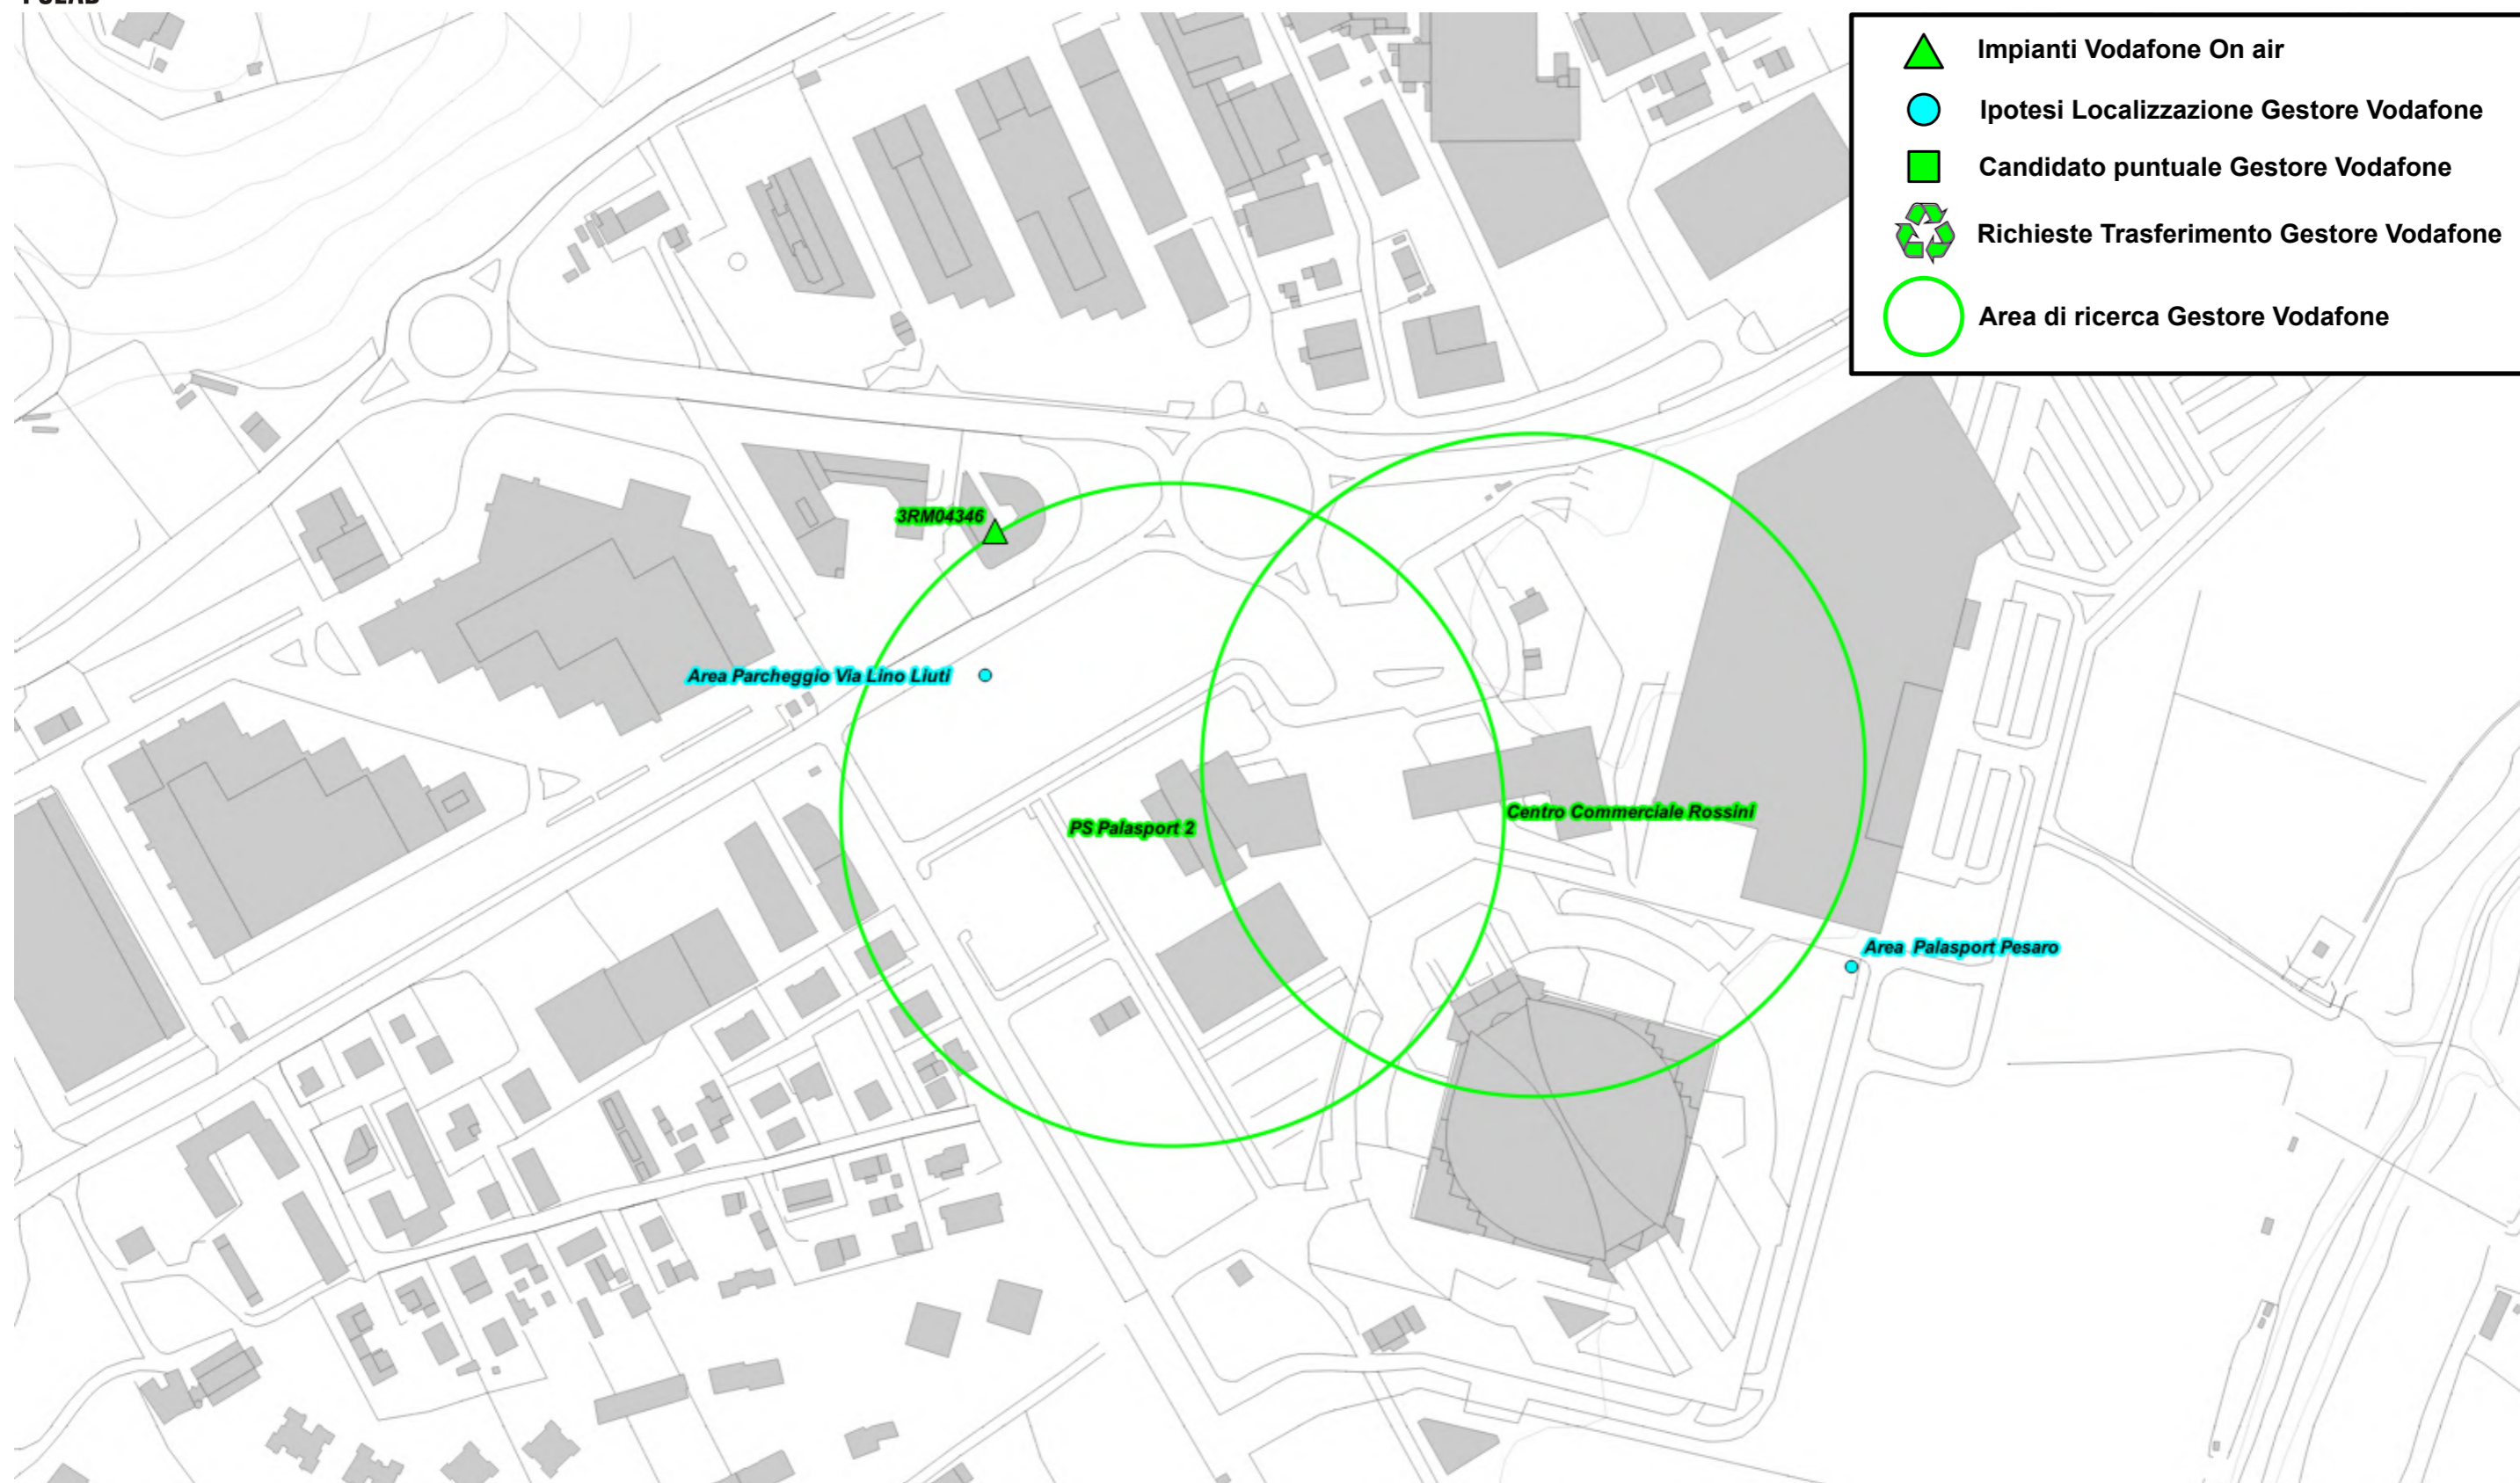 Impianti Vodafone On air
Ipotesi Localizzazione Gestore Vodafone
Candidato puntuale Gestore Vodafone
Richieste Trasferimento Gestore Vodafone
Area di ricerca Gestore Vodafone
3RM04346
Area Parcheggio Via Lino Liuti
PS Palasport 2
Centro Commerciale Rossini
Area Palasport Pesaro